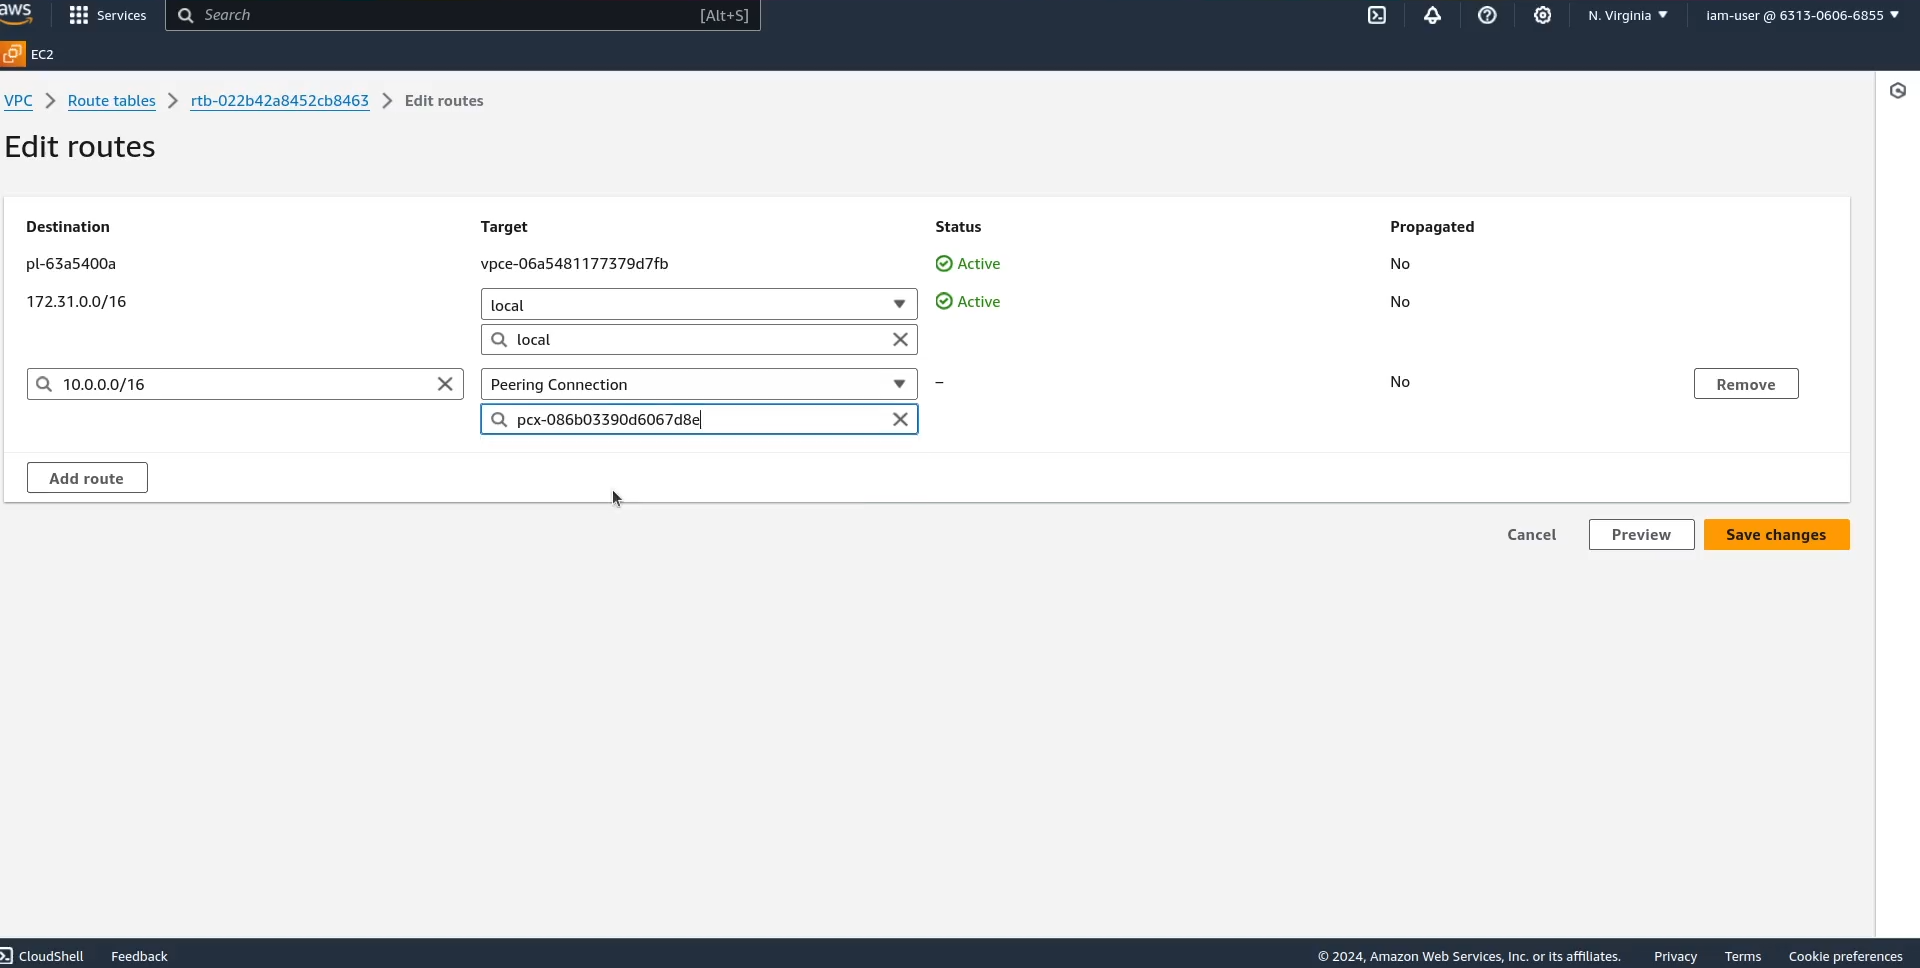 aws
Services
Search [Alt+S]
N. Virginia
iam-user @ 6313-0606-6855
EC2
VPC > Route tables > rtb-022b42a8452cb8463 > Edit routes
Edit routes
Destination Target Status Propagated
pl-63a5400a vpce-06a5481177379d7fb Active No
172.31.0.0/16 local Active No
local
10.0.0.0/16 Peering Connection – No Remove
pcx-086b03390d6067d8e
Add route
Cancel Preview Save changes
CloudShell Feedback © 2024, Amazon Web Services, Inc. or its affiliates. Privacy Terms Cookie preferences